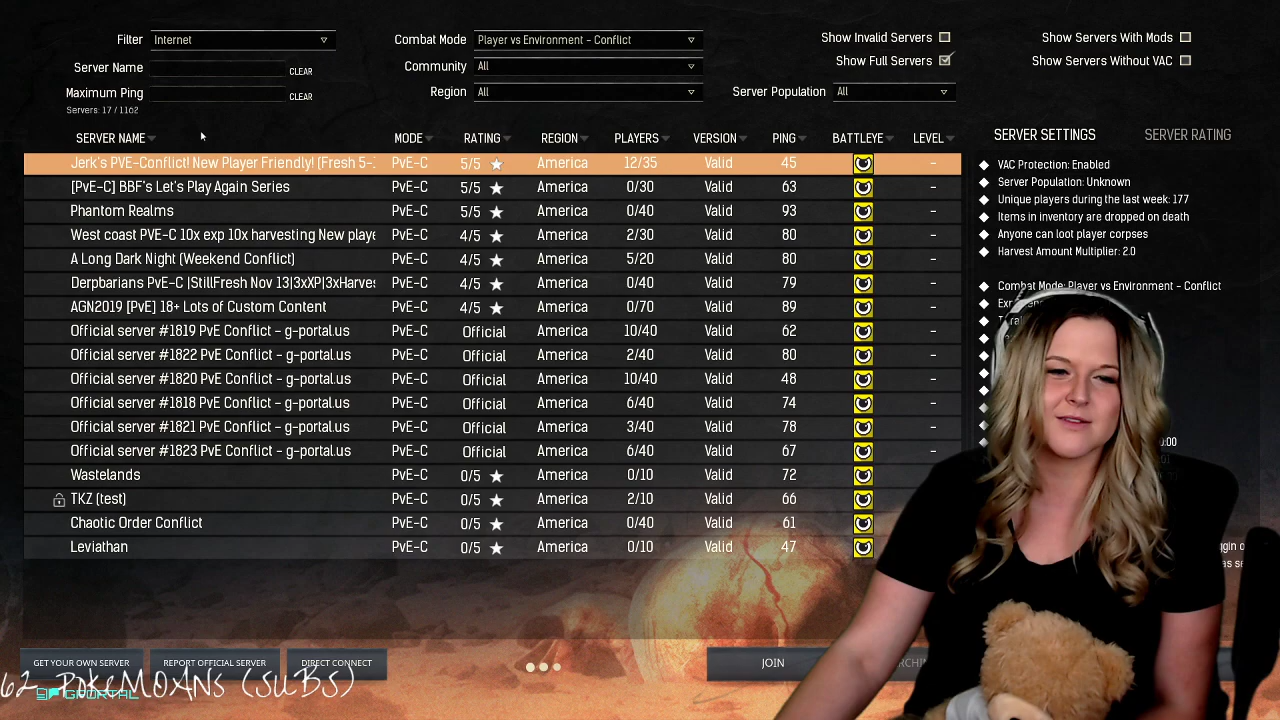 Filter Internet
Combat Mode Player vs Environment - Conflict
Show Invalid Servers
Show Servers With Mods
Server Name CLEAR
Community All
Show Full Servers
Show Servers Without VAC
Maximum Ping CLEAR
Region All
Server Population All
Servers: 17 / 1162
SERVER NAME MODE RATING REGION PLAYERS VERSION PING BATTLEYE LEVEL
Jerk's PVE-Conflict! New Player Friendly! (Fresh 5- PvE-C 5/5 America 12/35 Valid 45 -
[PvE-C] BBF's Let's Play Again Series PvE-C 5/5 America 0/30 Valid 63 -
Phantom Realms PvE-C 5/5 America 0/40 Valid 93 -
West coast PVE-C 10x exp 10x harvesting New playe PvE-C 4/5 America 2/30 Valid 80 -
A Long Dark Night (Weekend Conflict) PvE-C 4/5 America 5/20 Valid 80 -
Derpbarians PvE-C |StillFresh Nov 13|3xXP|3xHarves PvE-C 4/5 America 0/40 Valid 79 -
AGN2019 [PvE] 18+ Lots of Custom Content PvE-C 4/5 America 0/70 Valid 89 -
Official server #1819 PvE Conflict - g-portal.us PvE-C Official America 10/40 Valid 62 -
Official server #1822 PvE Conflict - g-portal.us PvE-C Official America 2/40 Valid 80 -
Official server #1820 PvE Conflict - g-portal.us PvE-C Official America 10/40 Valid 48 -
Official server #1818 PvE Conflict - g-portal.us PvE-C Official America 6/40 Valid 74 -
Official server #1821 PvE Conflict - g-portal.us PvE-C Official America 3/40 Valid 78 -
Official server #1823 PvE Conflict - g-portal.us PvE-C Official America 6/40 Valid 67 -
Wastelands PvE-C 0/5 America 0/10 Valid 72 -
TKZ (test) PvE-C 0/5 America 2/10 Valid 66
Chaotic Order Conflict PvE-C 0/5 America 0/40 Valid 61
Leviathan PvE-C 0/5 America 0/10 Valid 47
SERVER SETTINGS SERVER RATING
VAC Protection: Enabled
Server Population: Unknown
Unique players during the last week: 177
Items in inventory are dropped on death
Anyone can loot player corpses
Harvest Amount Multiplier: 2.0
Combat Mode: Player vs Environment - Conflict
GET YOUR OWN SERVER REPORT OFFICIAL SERVER DIRECT CONNECT JOIN
62 POKEMOANS (SUBS)
GPORTAL